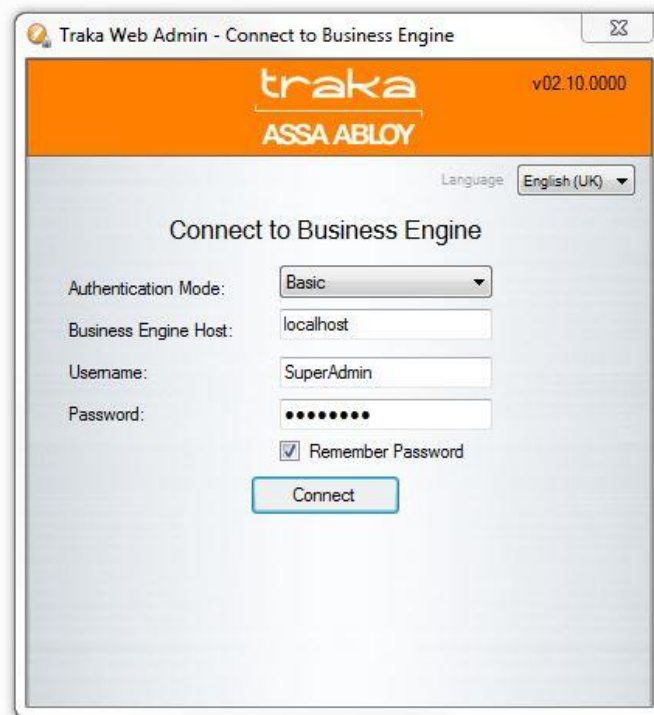 Traka Web Admin - Connect to Business Engine
traka
v02.10.0000
ASSA ABLOY
Language English (UK)
Connect to Business Engine
Authentication Mode: Basic
Business Engine Host: localhost
Username: SuperAdmin
Password: ●●●●●●●●
Remember Password
Connect